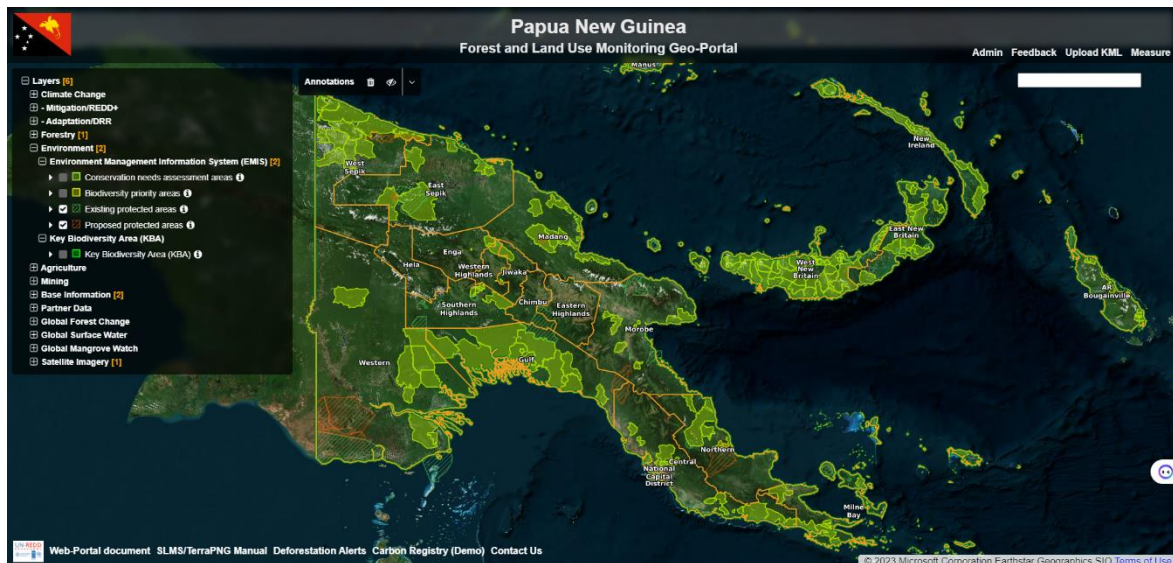 Papua New Guinea
Forest and Land Use Monitoring Geo-Portal
Admin Feedback Upload KML Measure
Layers [6]
Climate Change
- Mitigation/REDD+
- Adaptation/DRR
Forestry [1]
Environment [2]
Environment Management Information System (EMIS) [2]
Conservation needs assessment areas
Biodiversity priority areas
Existing protected areas
Proposed protected areas
Key Biodiversity Area (KBA)
Key Biodiversity Area (KBA)
Agriculture
Mining
Base Information [2]
Partner Data
Global Forest Change
Global Surface Water
Global Mangrove Watch
Satellite Imagery [1]
Annotations
Manus
New
Ireland
West
Sepik
East
Sepik
Madang
East New
Britain
West
New
Britain
Enga
Hela
Western
Highlands
Jiwaka
Southern
Highlands
Chimbu
Eastern
Highlands
AR
Bougainville
Morobe
Western
Gulf
Northern
Central
National
Capital
District
Milne
Bay
UN-REDD
Web-Portal document SLMS/TerraPNG Manual Deforestation Alerts Carbon Registry (Demo) Contact Us
© 2023 Microsoft Corporation Earthstar Geographics SIO Terms of Use